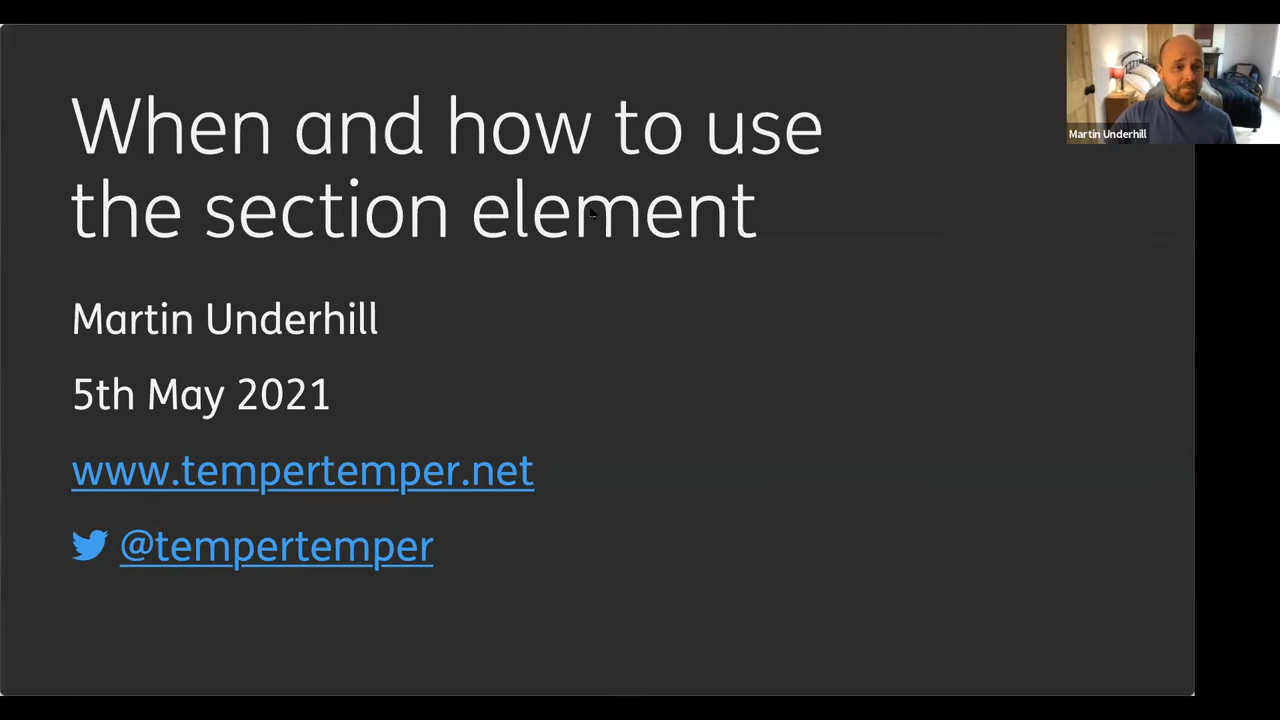 When and how to use
the section element
Martin Underhill
5th May 2021
www.tempertemper.net
@tempertemper
Martin Underhill